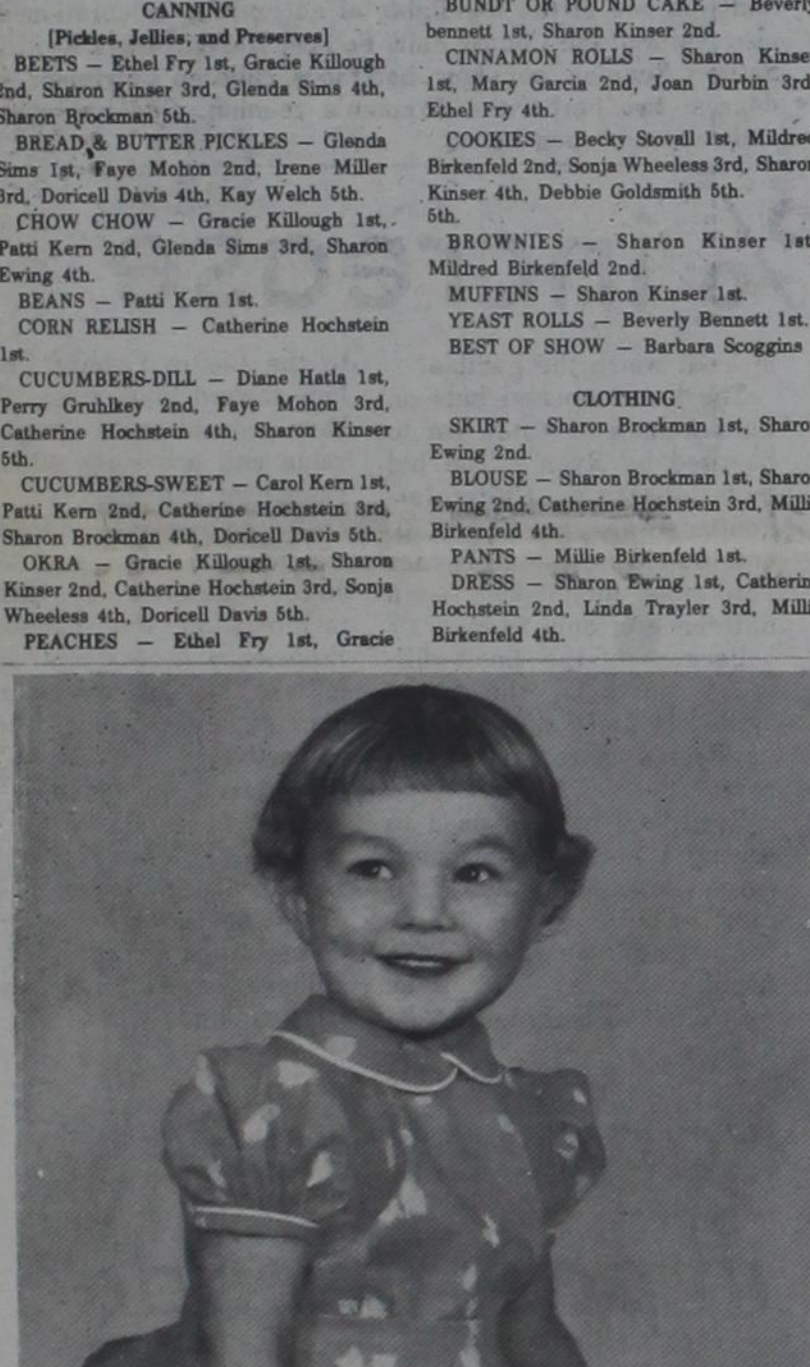 CANNING
[Pickles, Jellies, and Preserves]
BEETS — Ethel Fry 1st, Gracie Killough
2nd, Sharon Kinser 3rd, Glenda Sims 4th,
Sharon Brockman 5th.
BREAD & BUTTER PICKLES — Glenda
Sims 1st, Faye Mohon 2nd, Irene Miller
3rd, Doricell Davis 4th, Kay Welch 5th.
CHOW CHOW — Gracie Killough 1st,
Patti Kern 2nd, Glenda Sims 3rd, Sharon
Ewing 4th.
BEANS — Patti Kern 1st.
CORN RELISH — Catherine Hochstein
1st.
CUCUMBERS-DILL — Diane Hatla 1st,
Perry Gruhlkey 2nd, Faye Mohon 3rd,
Catherine Hochstein 4th, Sharon Kinser
5th.
CUCUMBERS-SWEET — Carol Kern 1st,
Patti Kern 2nd, Catherine Hochstein 3rd,
Sharon Brockman 4th, Doricell Davis 5th.
OKRA — Gracie Killough 1st, Sharon
Kinser 2nd, Catherine Hochstein 3rd, Sonja
Wheeless 4th, Doricell Davis 5th.
PEACHES — Ethel Fry 1st, Gracie
BUNDT OR POUND CAKE — Beverly
bennett 1st, Sharon Kinser 2nd.
CINNAMON ROLLS — Sharon Kinse
1st, Mary Garcia 2nd, Joan Durbin 3rd
Ethel Fry 4th.
COOKIES — Becky Stovall 1st, Mildred
Birkenfeld 2nd, Sonja Wheeless 3rd, Sharon
Kinser 4th, Debbie Goldsmith 5th.
5th.
BROWNIES — Sharon Kinser 1st
Mildred Birkenfeld 2nd.
MUFFINS — Sharon Kinser 1st.
YEAST ROLLS — Beverly Bennett 1st.
BEST OF SHOW — Barbara Scoggins
CLOTHING
SKIRT — Sharon Brockman 1st, Sharo
Ewing 2nd.
BLOUSE — Sharon Brockman 1st, Sharo
Ewing 2nd, Catherine Hochstein 3rd, Milli
Birkenfeld 4th.
PANTS — Millie Birkenfeld 1st.
DRESS — Sharon Ewing 1st, Catherin
Hochstein 2nd, Linda Trayler 3rd, Milli
Birkenfeld 4th.